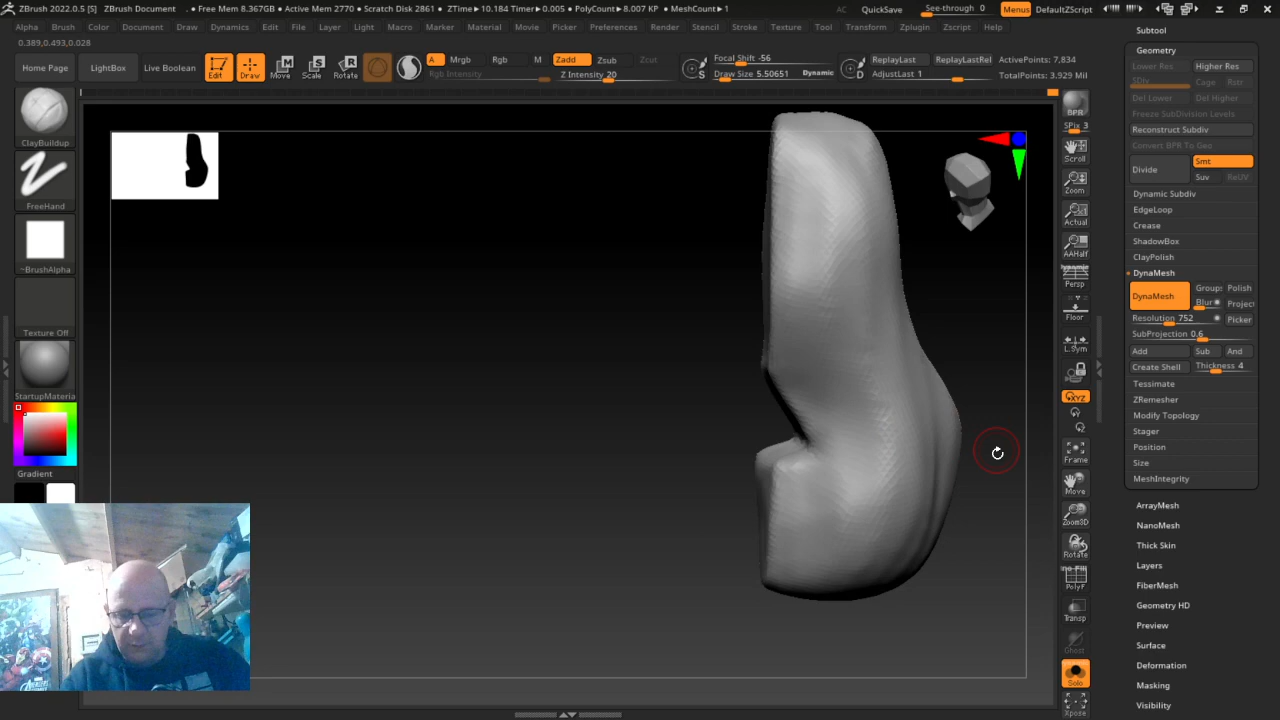 ZBrush 2022.0.5 [S] ZBrush Document . ● Free Mem 8.367GB ● Active Mem 2770 ● Scratch Disk 2861 ● ZTime▸10.184 Timer▸0.005 ● PolyCount▸8.007 KP ● MeshCount▸1 AC QuickSave See-through 0 Menus DefaultZScript
Alpha Brush Color Document Draw Dynamics Edit File Layer Light Macro Marker Material Movie Picker Preferences Render Stencil Stroke Texture Tool Transform Zplugin Zscript Help
0.389,0.493,0.028
Home Page LightBox Live Boolean Edit Draw Move Scale Rotate A Mrgb Rgb M Zadd Zsub Zcut Focal Shift -56 ReplayLast ReplayLastRel ActivePoints: 7,834
Rgb Intensity Z Intensity 20 S Draw Size 5.50651 Dynamic D AdjustLast 1 TotalPoints: 3.929 Mil
ClayBuildup
FreeHand
~BrushAlpha
Texture Off
StartupMateria
Gradient
BPR
SPix 3
Scroll
Zoom
Actual
AAHalf
Dynamic
Persp
Floor
L.Sym
XYZ
Frame
Move
Zoom3D
Rotate
PolyF
Transp
Ghost
Solo
Xpose
Subtool
Geometry
Lower Res Higher Res
SDiv Cage Rstr
Del Lower Del Higher
Freeze SubDivision Levels
Reconstruct Subdiv
Convert BPR To Geo
Divide Smt
Suv ReUV
Dynamic Subdiv
EdgeLoop
Crease
ShadowBox
ClayPolish
DynaMesh
DynaMesh Group: Polish
Blur Projec
Resolution 752 Picker
SubProjection 0.6
Add Sub And
Create Shell Thickness 4
Tessimate
ZRemesher
Modify Topology
Stager
Position
Size
MeshIntegrity
ArrayMesh
NanoMesh
Thick Skin
Layers
FiberMesh
Geometry HD
Preview
Surface
Deformation
Masking
Visibility